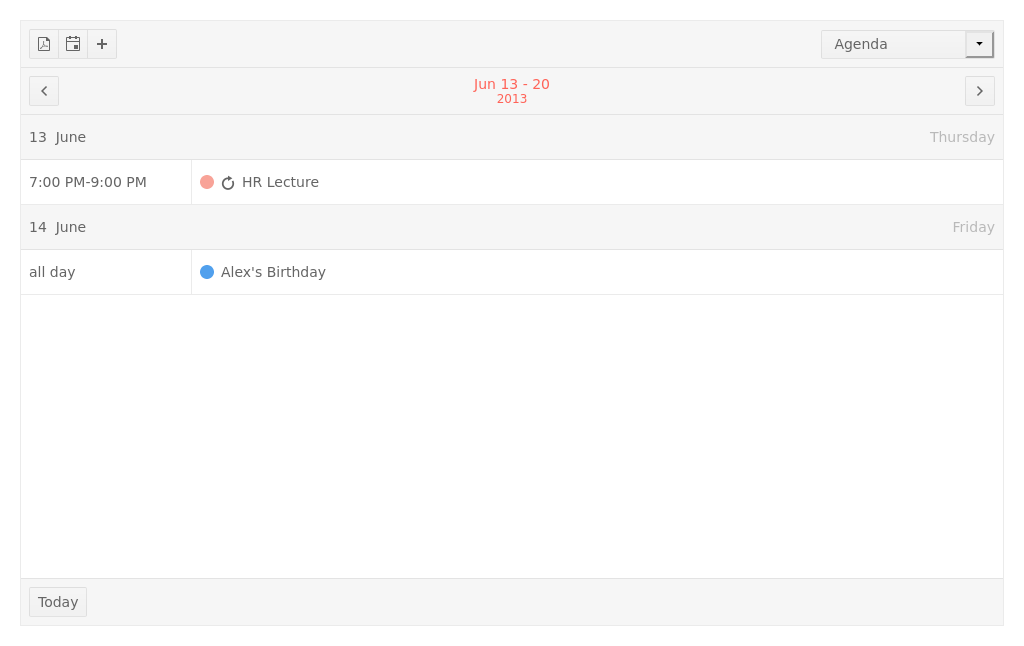 Agenda
Jun 13 - 20
2013
13 June Thursday
7:00 PM-9:00 PM HR Lecture
14 June Friday
all day Alex's Birthday
Today